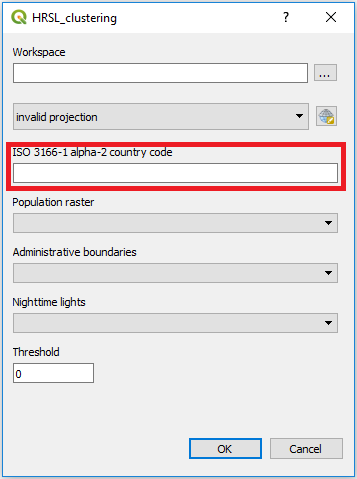 HRSL_clustering
Workspace
...
invalid projection
ISO 3166-1 alpha-2 country code
Population raster
Administrative boundaries
Nighttime lights
Threshold
0
OK Cancel